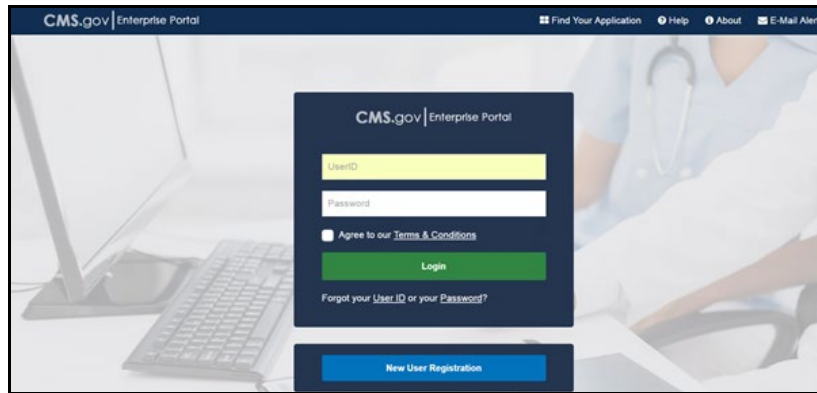 CMS.gov | Enterprise Portal
Find Your Application Help About E-Mail Aler
CMS.gov | Enterprise Portal
UserID
Password
Agree to our Terms & Conditions
Login
Forgot your User ID or your Password?
New User Registration